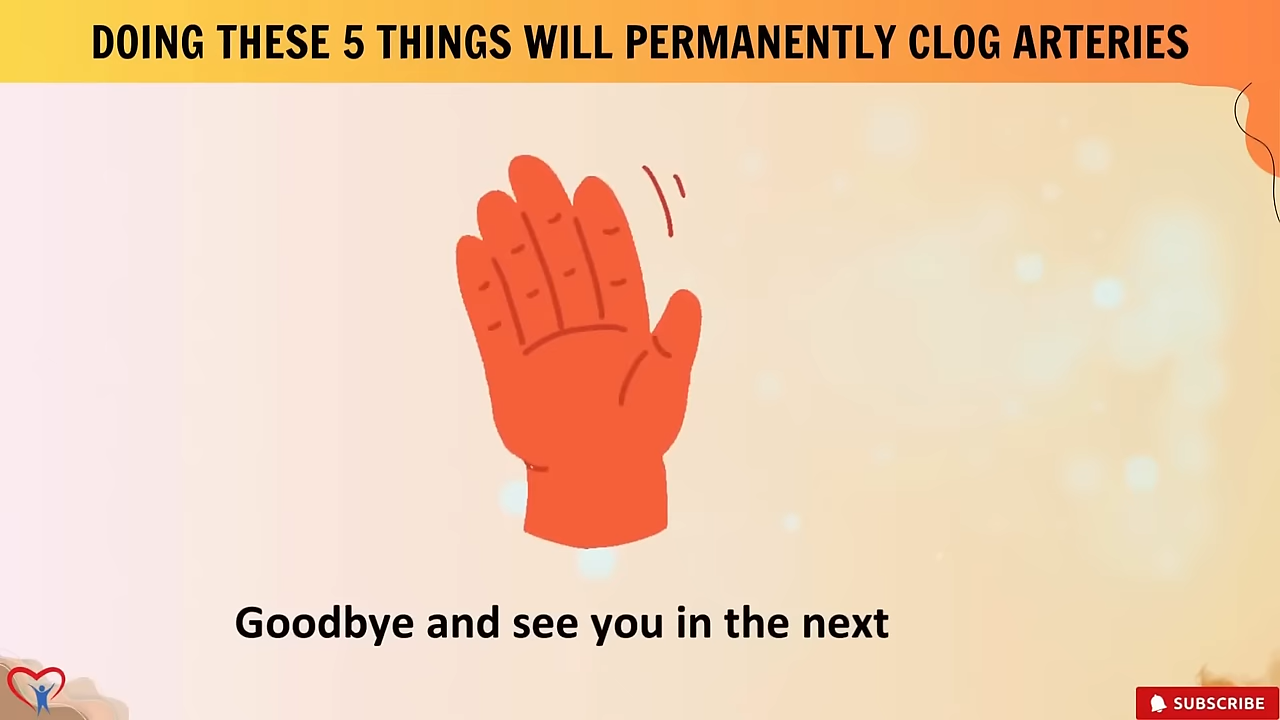 DOING THESE 5 THINGS WILL PERMANENTLY CLOG ARTERIES
Goodbye and see you in the next
SUBSCRIBE